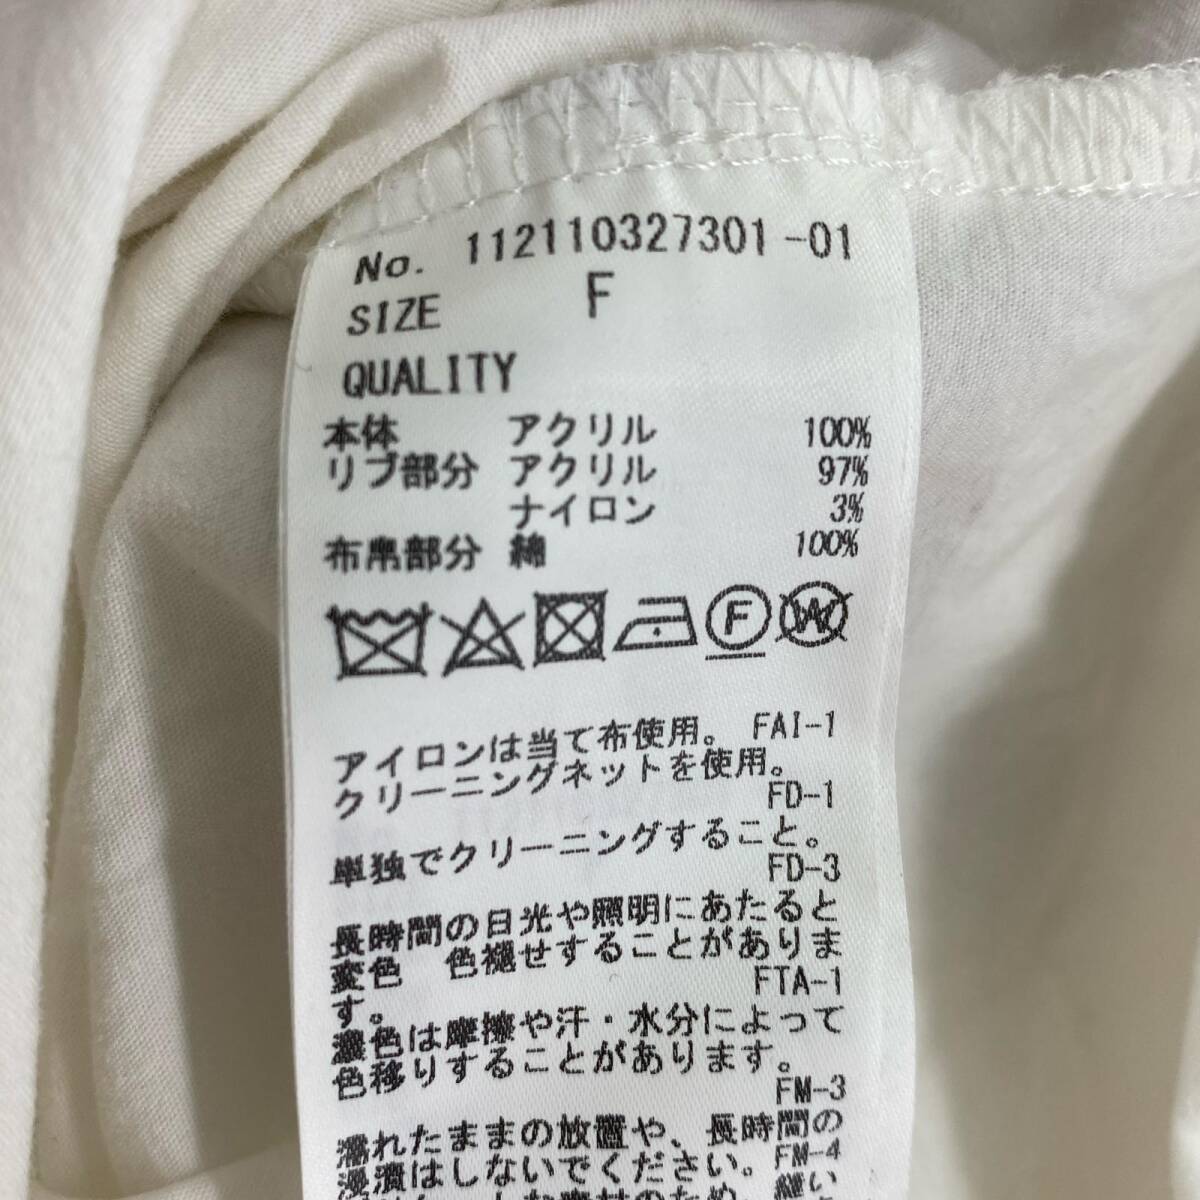 No. 112110327301-01
SIZE F
QUALITY
本体 アクリル 100%
リブ部分 アクリル 97%
ナイロン 3%
布帛部分 綿 100%
F W
アイロンは当て布使用。 FAI-1
クリーニングネットを使用。
FD-1
単独でクリーニングすること。
FD-3
長時間の日光や照明にあたると
変色 色褪せすることがありま
す。 FTA-1
濃色は摩擦や汗・水分によって
色移りすることがあります。
FM-3
濡れたままの放置や、長時間の
浸漬はしないでください。 FM-4
な素材のため、縫い